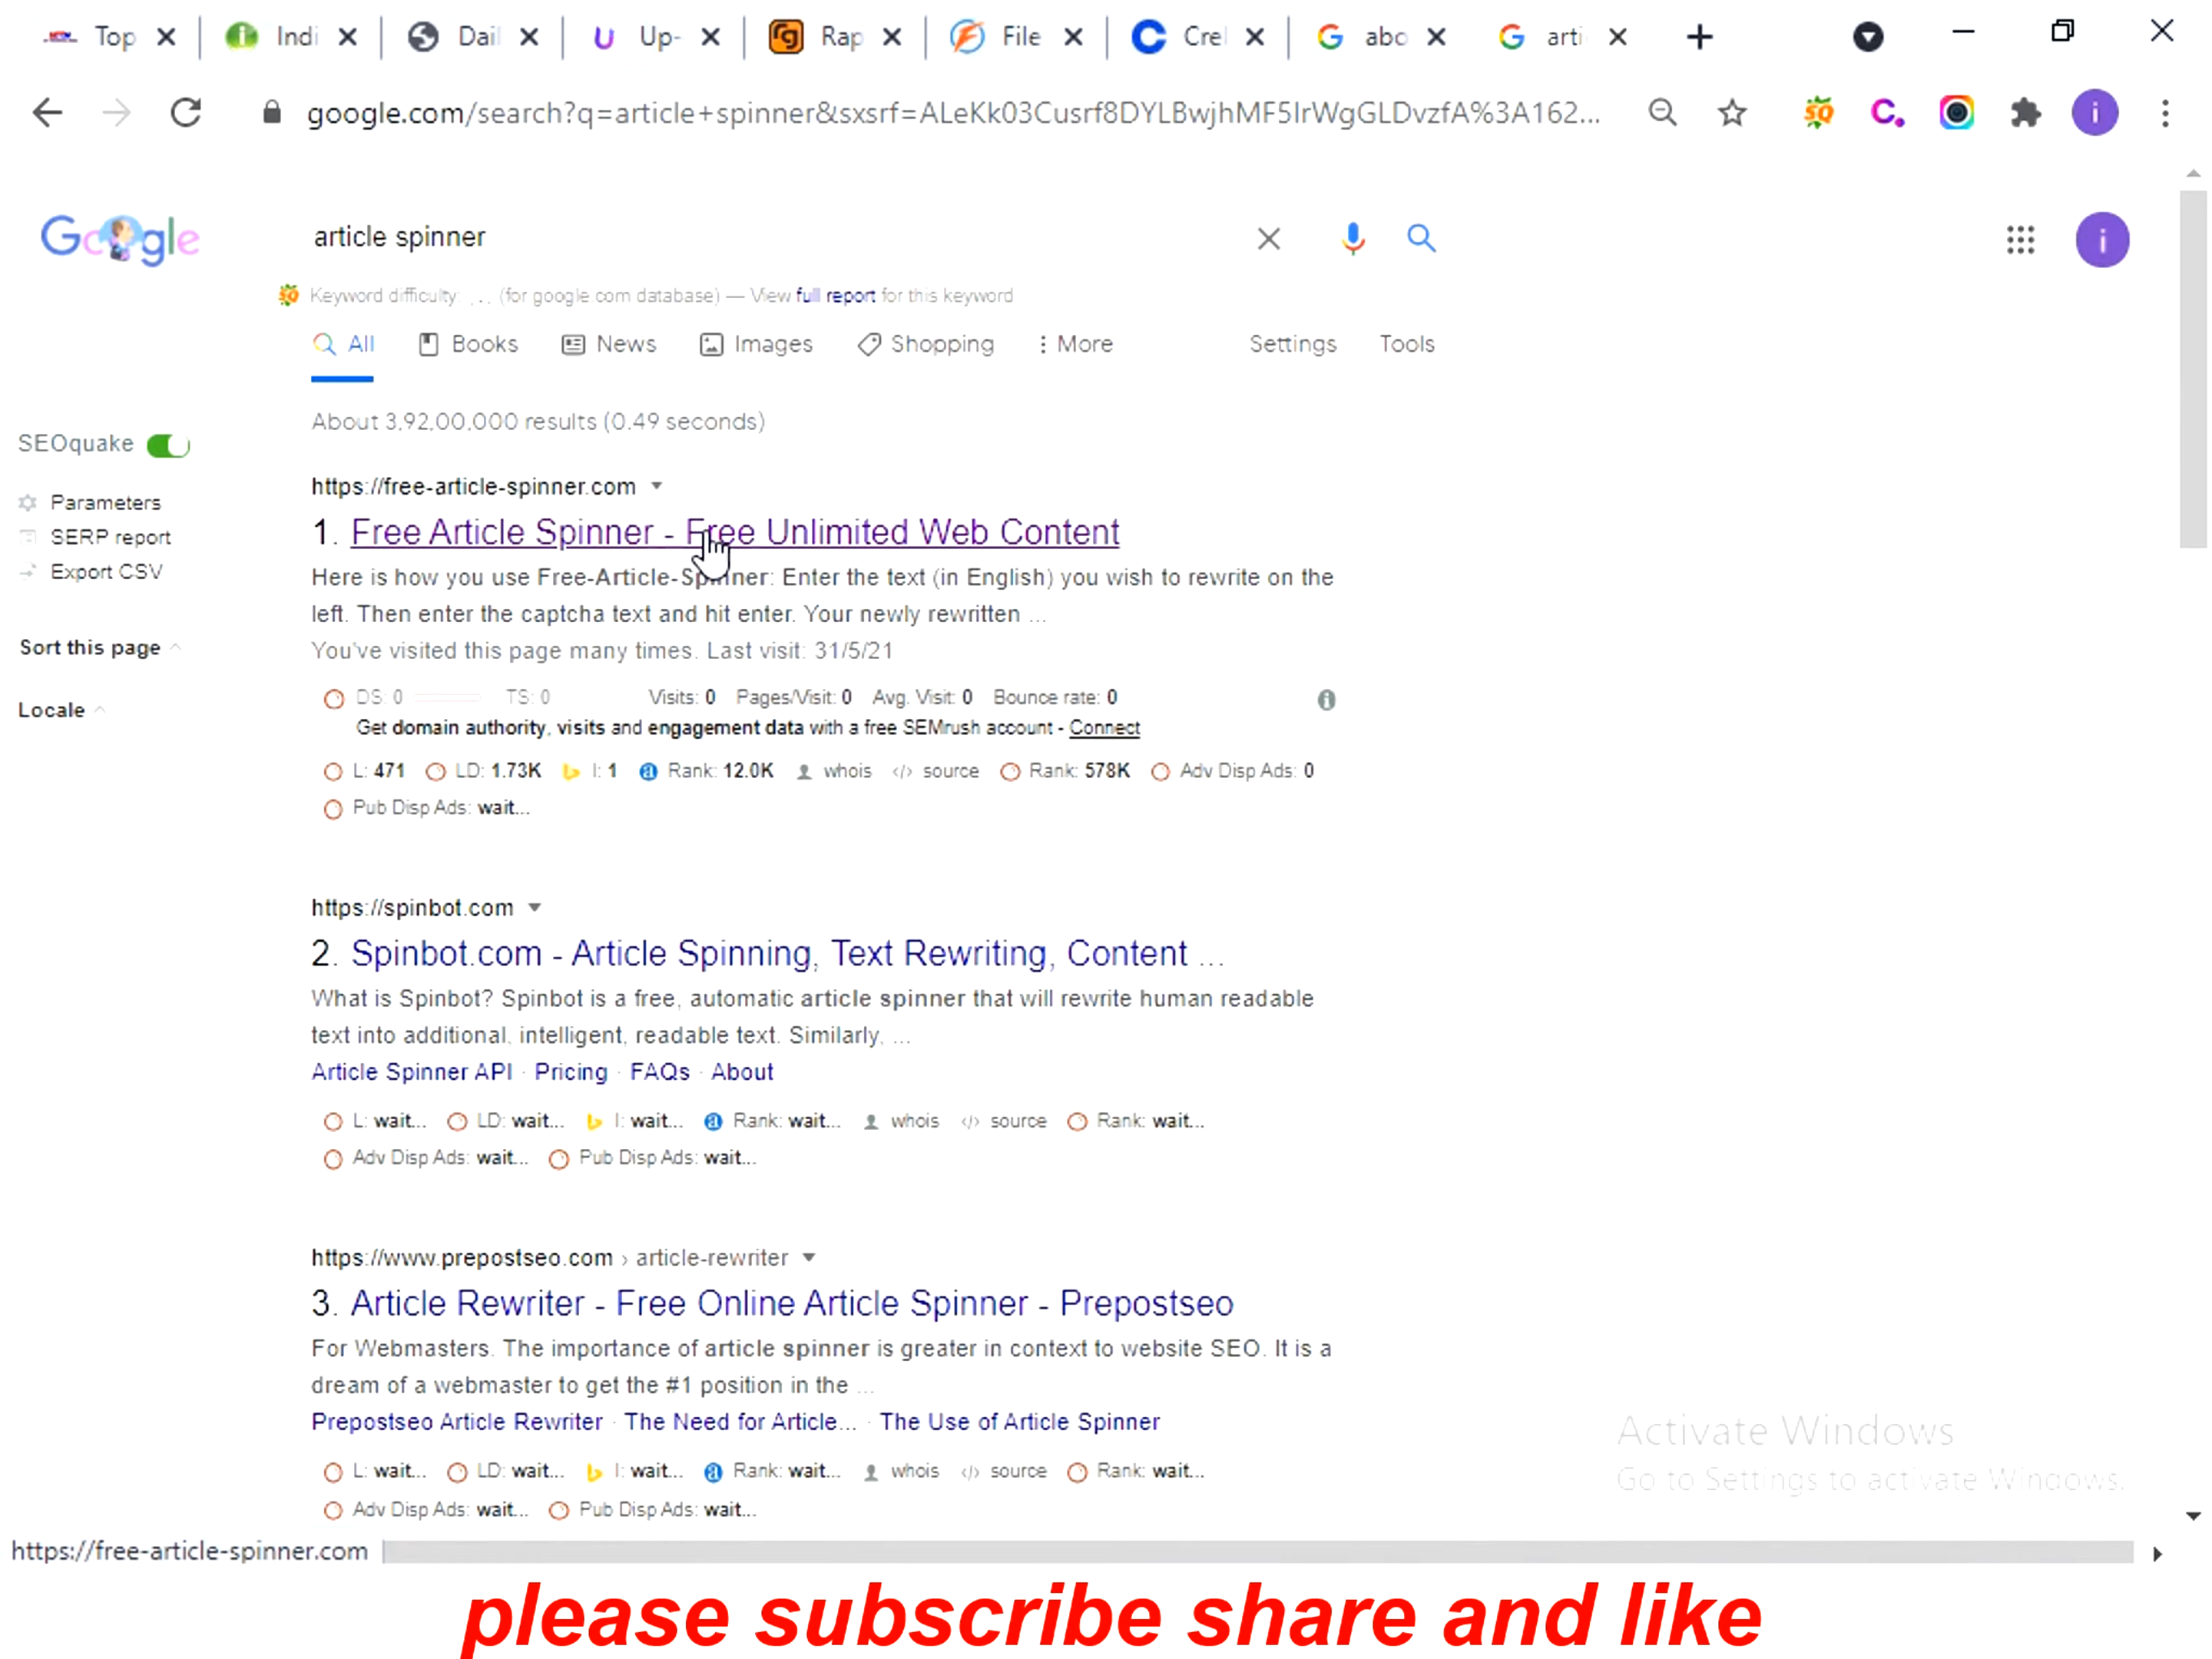 Top
Indi
Dail
Up-
Rap
File
Crel
abo
arti
google.com/search?q=article+spinner&sxsrf=ALeKk03Cusrf8DYLBwjhMF5IrWgGLDvzfA%3A162...
Google
article spinner
Keyword difficulty: ... (for google com database) — View full report for this keyword
All Books News Images Shopping More Settings Tools
About 3,92,00,000 results (0.49 seconds)
SEOquake
Parameters
SERP report
Export CSV
Sort this page
Locale
https://free-article-spinner.com
1. Free Article Spinner - Free Unlimited Web Content
Here is how you use Free-Article-Spinner: Enter the text (in English) you wish to rewrite on the
left. Then enter the captcha text and hit enter. Your newly rewritten ...
You've visited this page many times. Last visit: 31/5/21
DS: 0 TS: 0 Visits: 0 Pages/Visit: 0 Avg. Visit: 0 Bounce rate: 0
Get domain authority, visits and engagement data with a free SEMrush account - Connect
L: 471 LD: 1.73K I: 1 Rank: 12.0K whois source Rank: 578K Adv Disp Ads: 0
Pub Disp Ads: wait...
https://spinbot.com
2. Spinbot.com - Article Spinning, Text Rewriting, Content ...
What is Spinbot? Spinbot is a free, automatic article spinner that will rewrite human readable
text into additional, intelligent, readable text. Similarly, ...
Article Spinner API · Pricing · FAQs · About
L: wait... LD: wait... I: wait... Rank: wait... whois source Rank: wait...
Adv Disp Ads: wait... Pub Disp Ads: wait...
https://www.prepostseo.com › article-rewriter
3. Article Rewriter - Free Online Article Spinner - Prepostseo
For Webmasters. The importance of article spinner is greater in context to website SEO. It is a
dream of a webmaster to get the #1 position in the ...
Prepostseo Article Rewriter · The Need for Article... · The Use of Article Spinner
L: wait... LD: wait... I: wait... Rank: wait... whois source Rank: wait...
Adv Disp Ads: wait... Pub Disp Ads: wait...
Activate Windows
Go to Settings to activate Windows.
https://free-article-spinner.com
please subscribe share and like